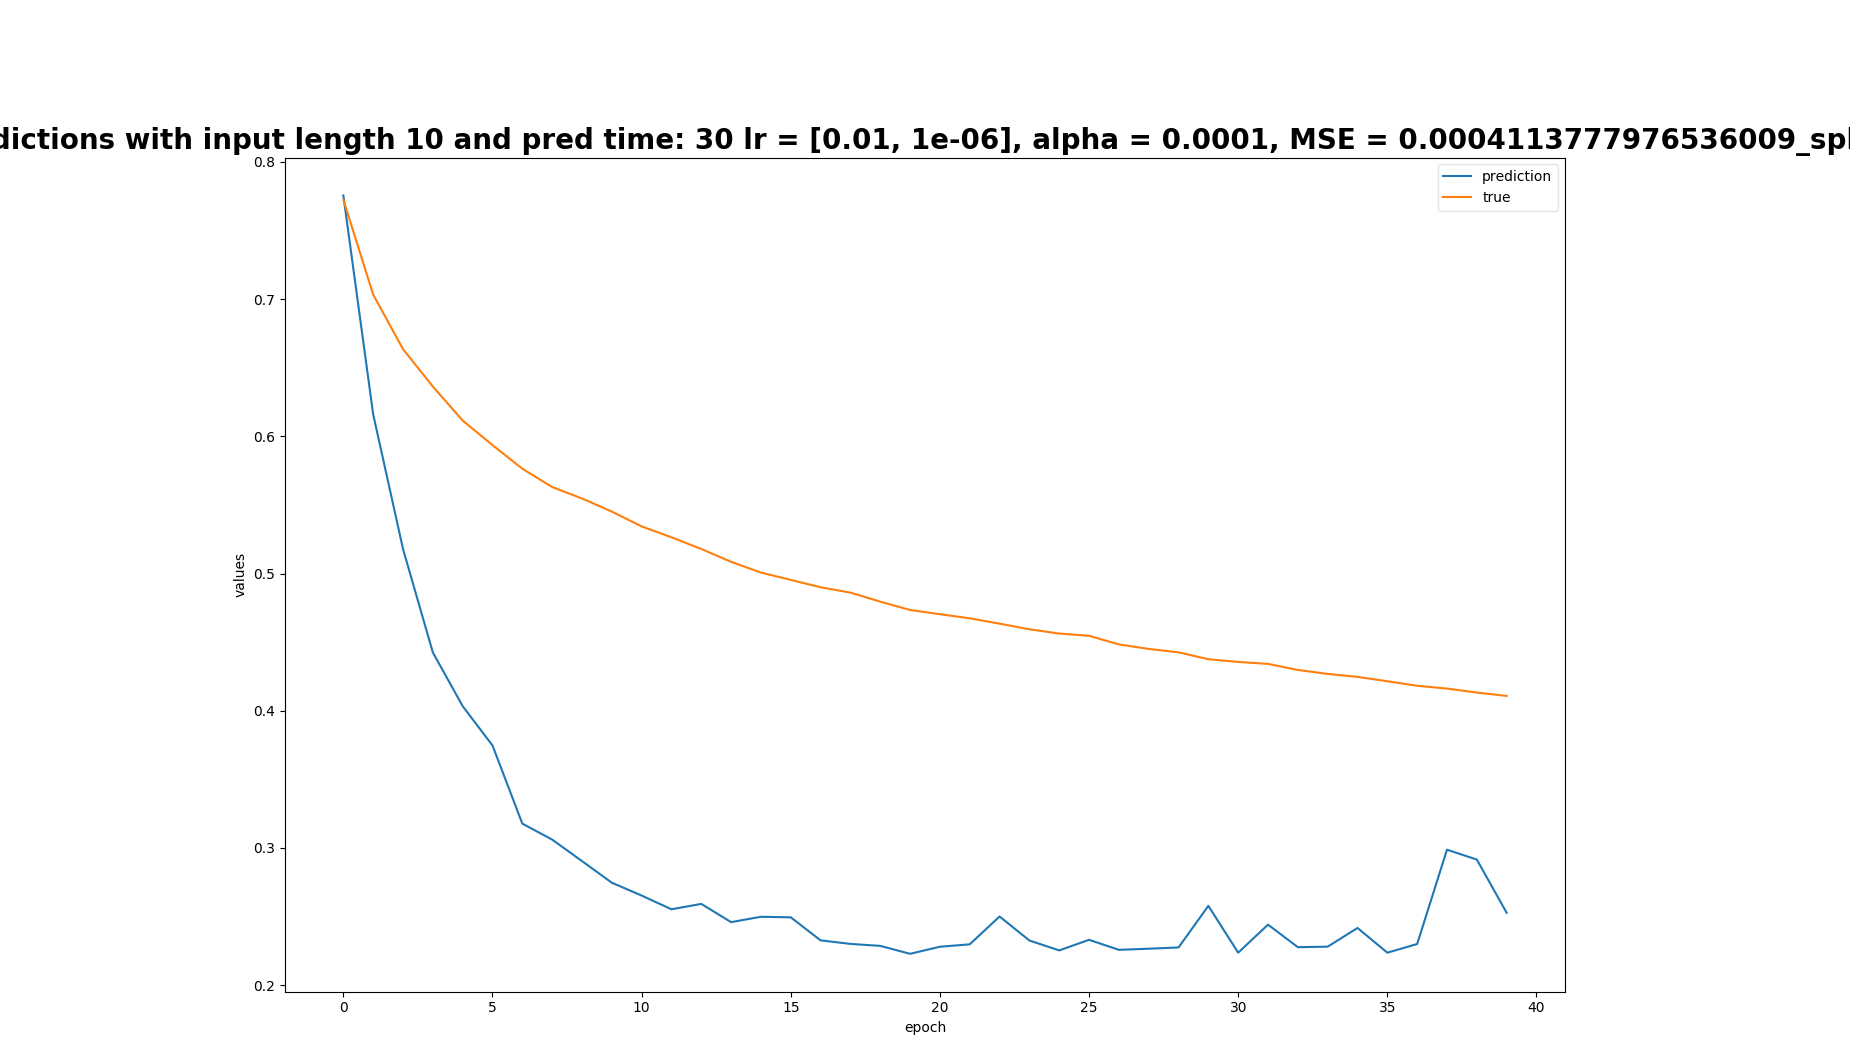 dictions with input length 10 and pred time: 30 lr = [0.01, 1e-06], alpha = 0.0001, MSE = 0.0004113777976536009_spl
prediction
true
0.8
0.7
0.6
0.5
0.4
0.3
0.2
values
0 5 10 15 20 25 30 35 40
epoch